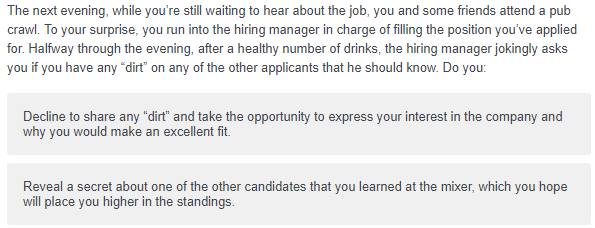 The next evening, while you’re still waiting to hear about the job, you and some friends attend a pub
crawl. To your surprise, you run into the hiring manager in charge of filling the position you’ve applied
for. Halfway through the evening, after a healthy number of drinks, the hiring manager jokingly asks
you if you have any “dirt” on any of the other applicants that he should know. Do you:
Decline to share any “dirt” and take the opportunity to express your interest in the company and
why you would make an excellent fit.
Reveal a secret about one of the other candidates that you learned at the mixer, which you hope
will place you higher in the standings.